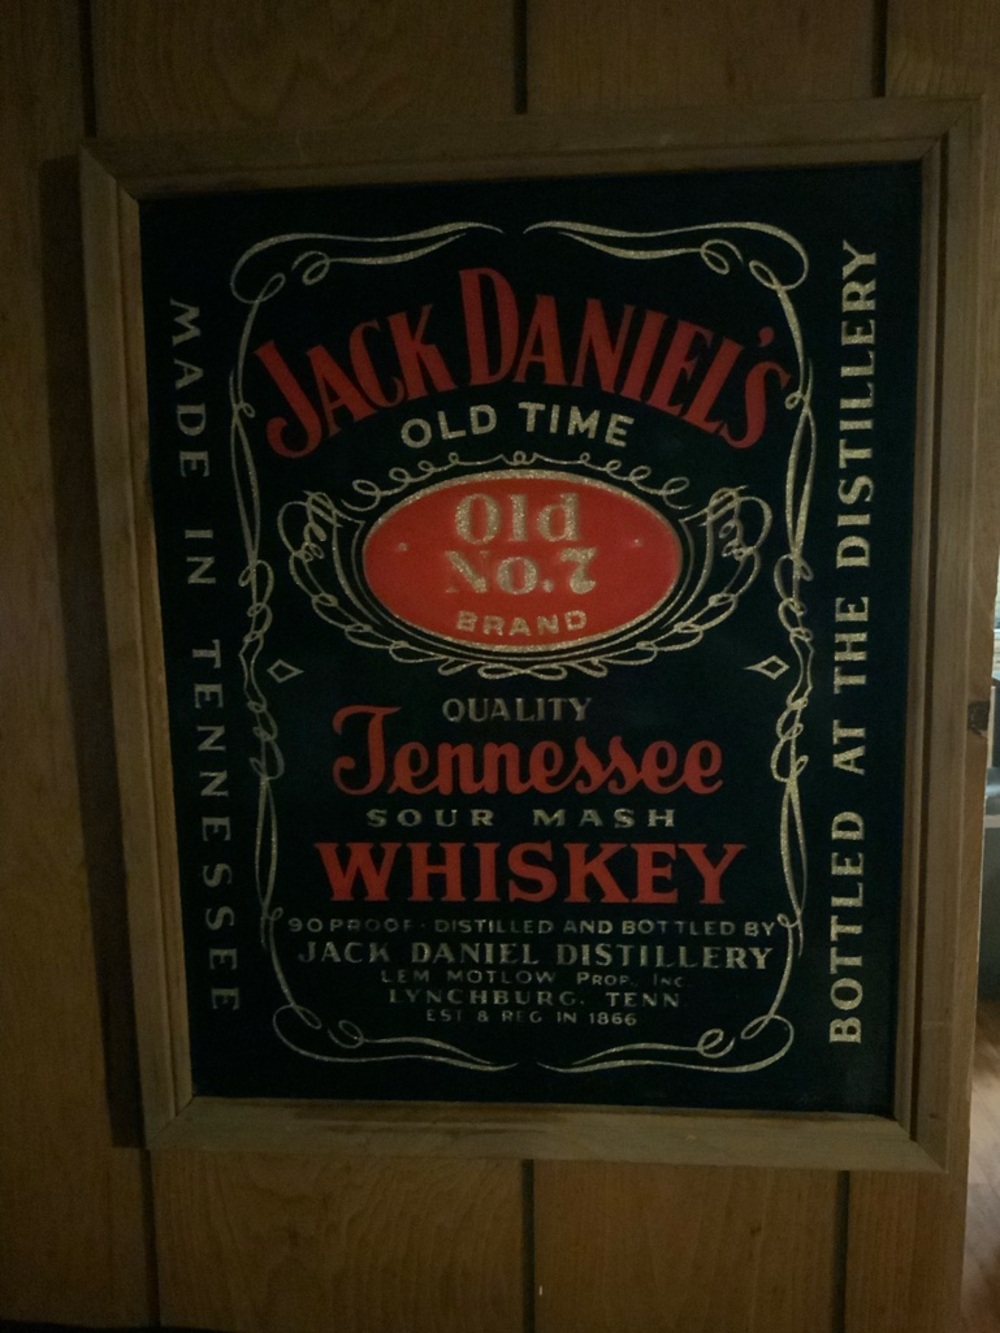 JACK DANIEL'S
OLD TIME
Old
No.7
BRAND
QUALITY
Tennessee
SOUR MASH
WHISKEY
90 PROOF · DISTILLED AND BOTTLED BY
JACK DANIEL DISTILLERY
LEM MOTLOW PROP., INC.
LYNCHBURG, TENN.
EST & REG IN 1866
MADE IN TENNESSEE
BOTTLED AT THE DISTILLERY